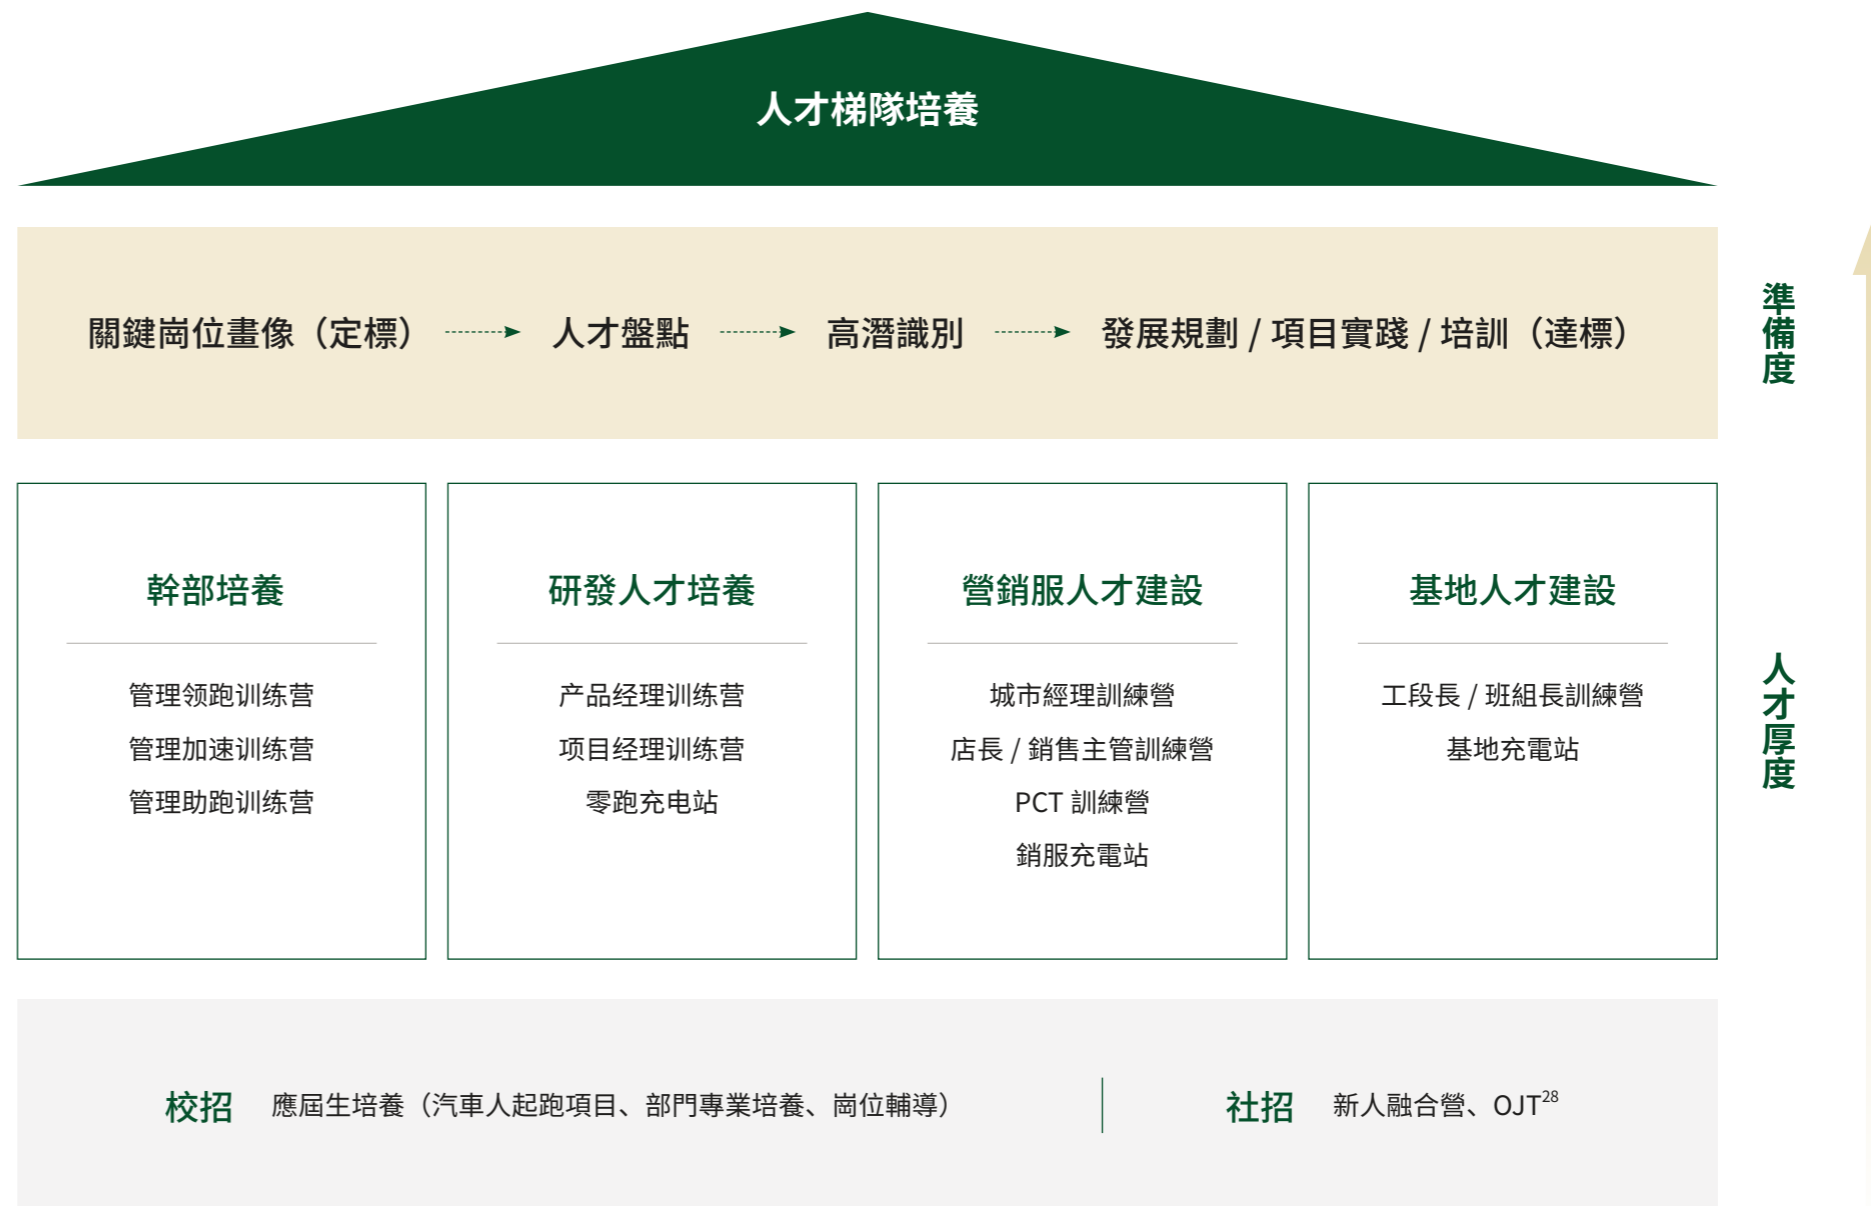 人才梯隊培養
關鍵崗位畫像（定標） 人才盤點 高潛識別 發展規劃 / 項目實踐 / 培訓（達標）
準備度
幹部培養
管理领跑训练营
管理加速训练营
管理助跑训练营
研發人才培養
产品经理训练营
项目经理训练营
零跑充电站
營銷服人才建設
城市經理訓練營
店長 / 銷售主管訓練營
PCT 訓練營
銷服充電站
基地人才建設
工段長 / 班組長訓練營
基地充電站
人才厚度
校招 應屆生培養（汽車人起跑項目、部門專業培養、崗位輔導）
社招 新人融合營、OJT28